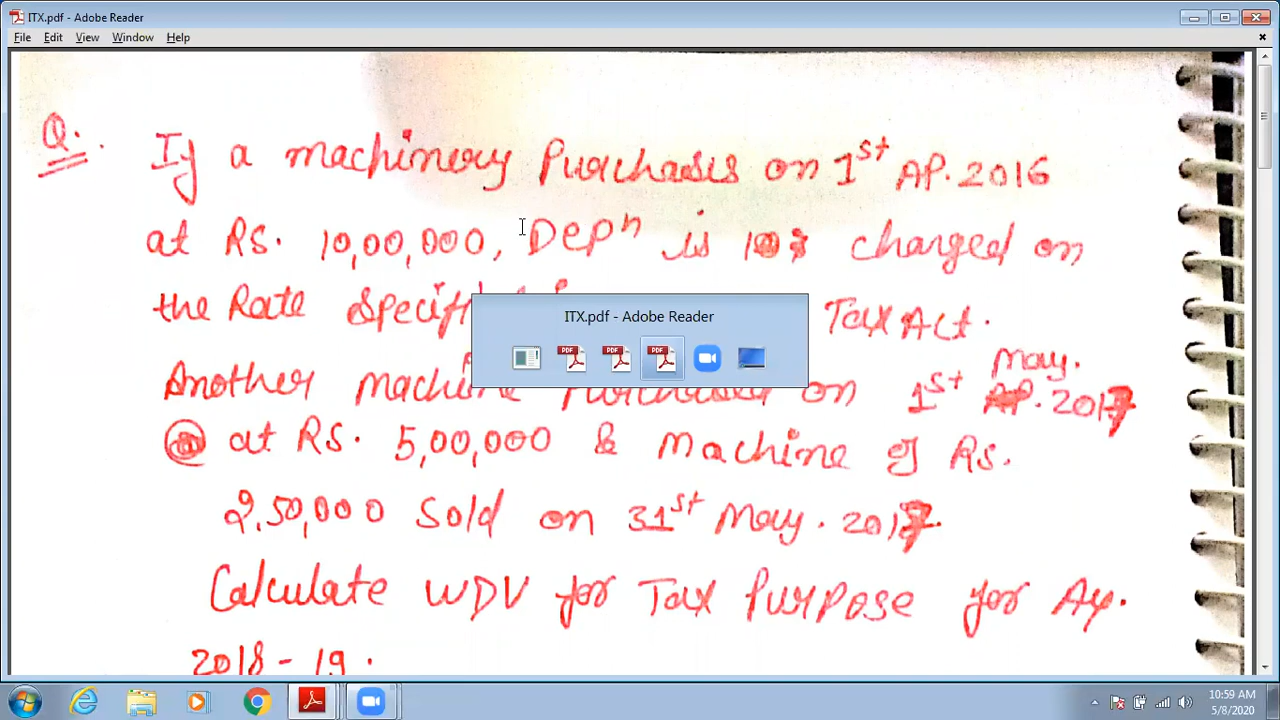 ITX.pdf - Adobe Reader
File Edit View Window Help
Q. If a machinery Purchases on 1st AP. 2016
at RS. 10,00,000, Depn is charged on
the Rate Tax Act.
ITX.pdf - Adobe Reader
may.
Another machine Purchased on 1st AP. 2017
at RS. 5,00,000 & Machine of Rs.
2,50,000 Sold on 31st May. 2017.
Calculate WDV for Tax Purpose for Ay.
2018 - 19.
10:59 AM
5/8/2020